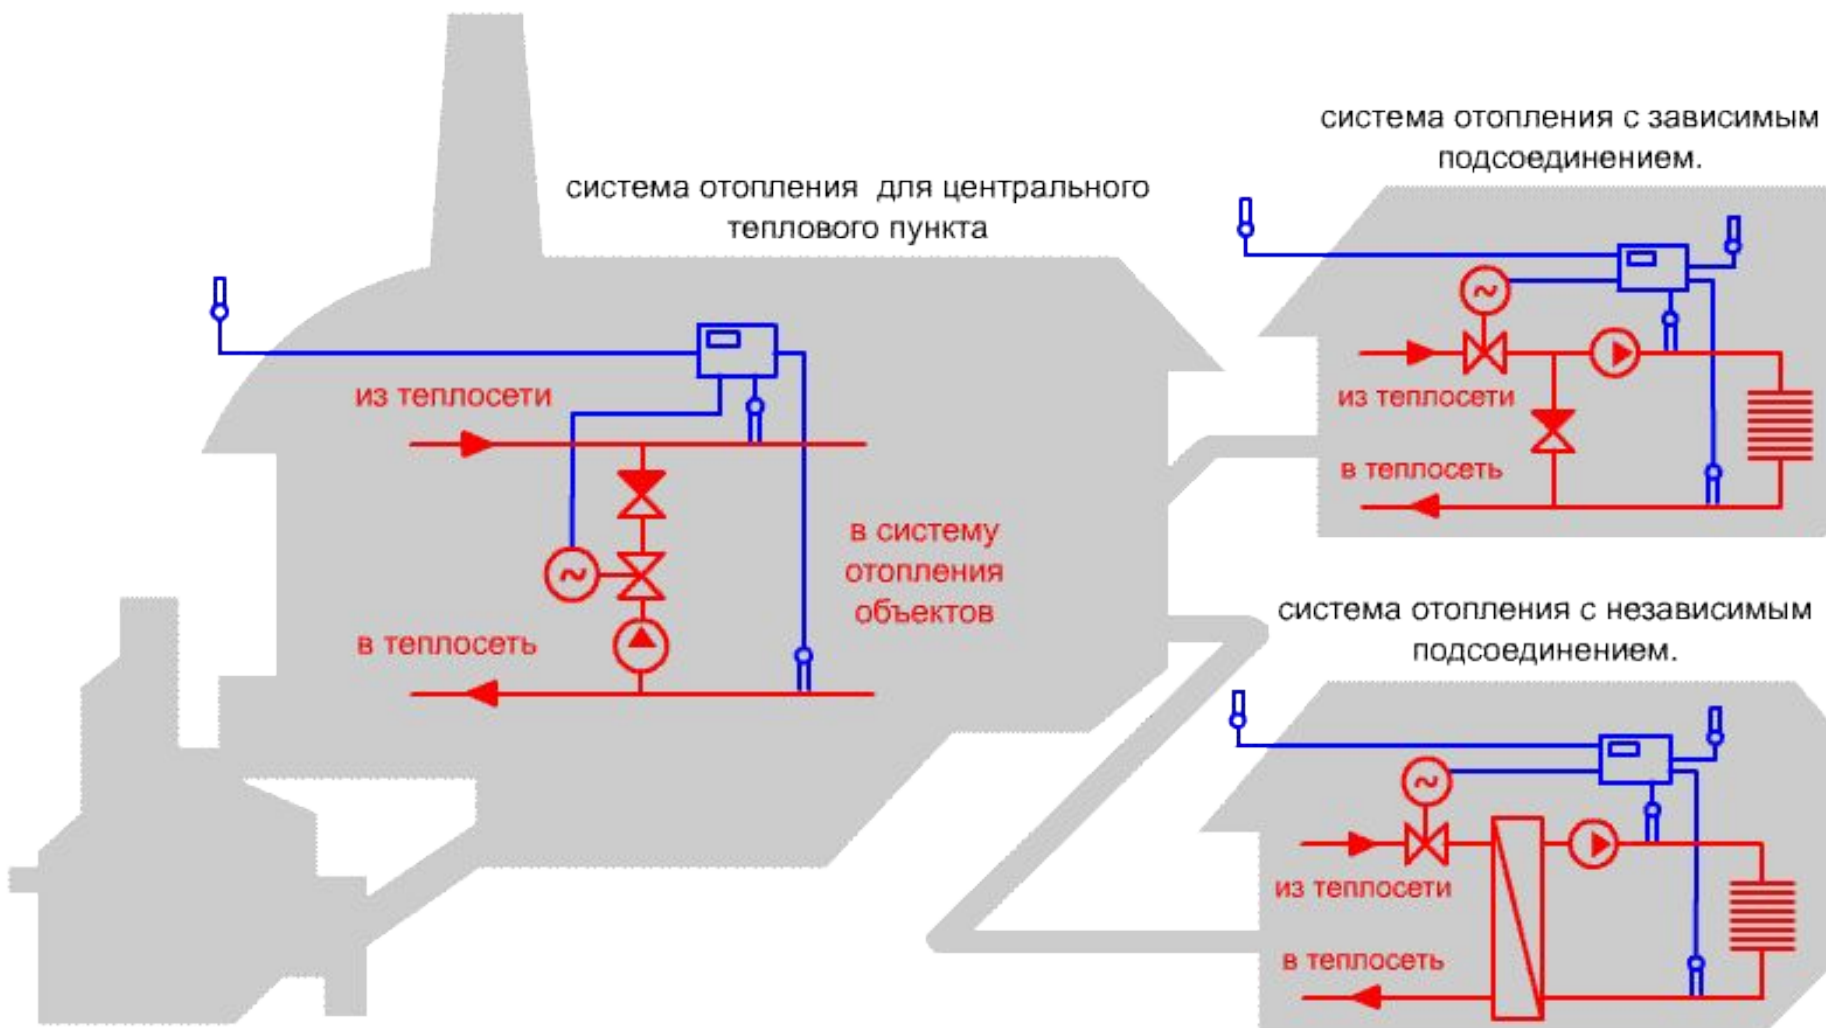 система отопления с зависимым
подсоединением.
система отопления для центрального
теплового пункта
из теплосети
в теплосеть
в систему
отопления
объектов
из теплосети
в теплосеть
система отопления с независимым
подсоединением.
из теплосети
в теплосеть